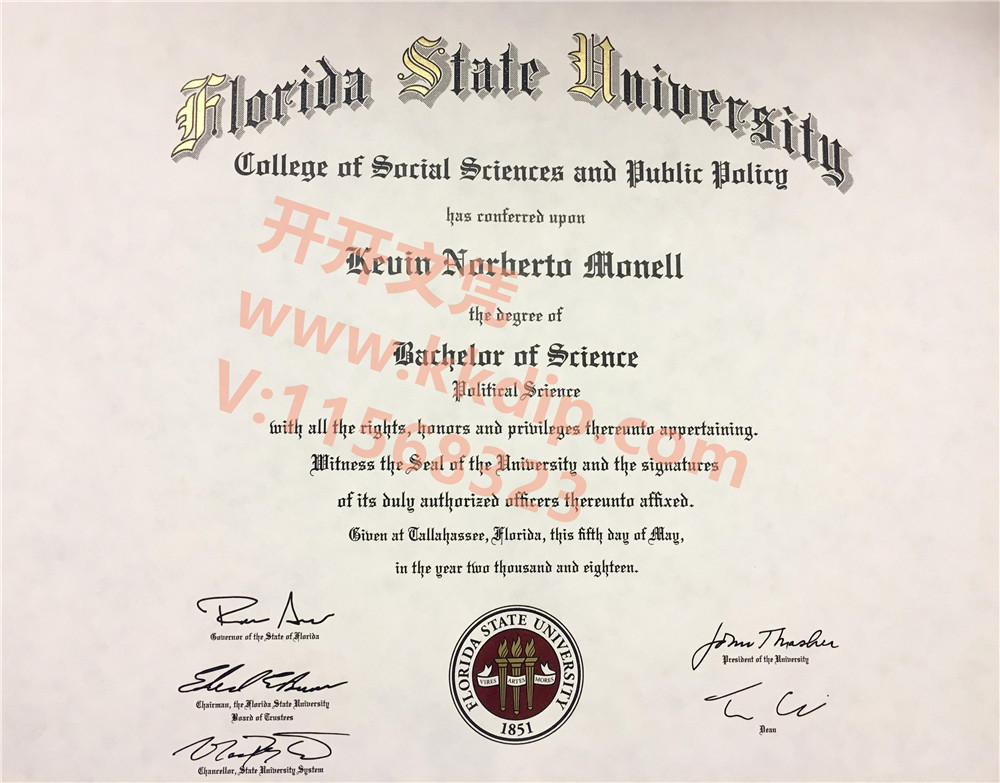 Florida State University
College of Social Sciences and Public Policy
has conferred upon
Kevin Norberto Monell
the degree of
Bachelor of Science
Political Science
with all the rights, honors and privileges thereunto appertaining.
Witness the Seal of the University and the signatures
of its duly authorized officers thereunto affixed.
Given at Tallahassee, Florida, this fifth day of May,
in the year two thousand and eighteen.
开开文凭
www.kkdip.com
V:11568323
Governor of the State of Florida
Chairman, the Florida State University
Board of Trustees
Chancellor, State University System
FLORIDA STATE UNIVERSITY
VIRES ARTES MORES
1851
John Thrasher
President of the University
Dean